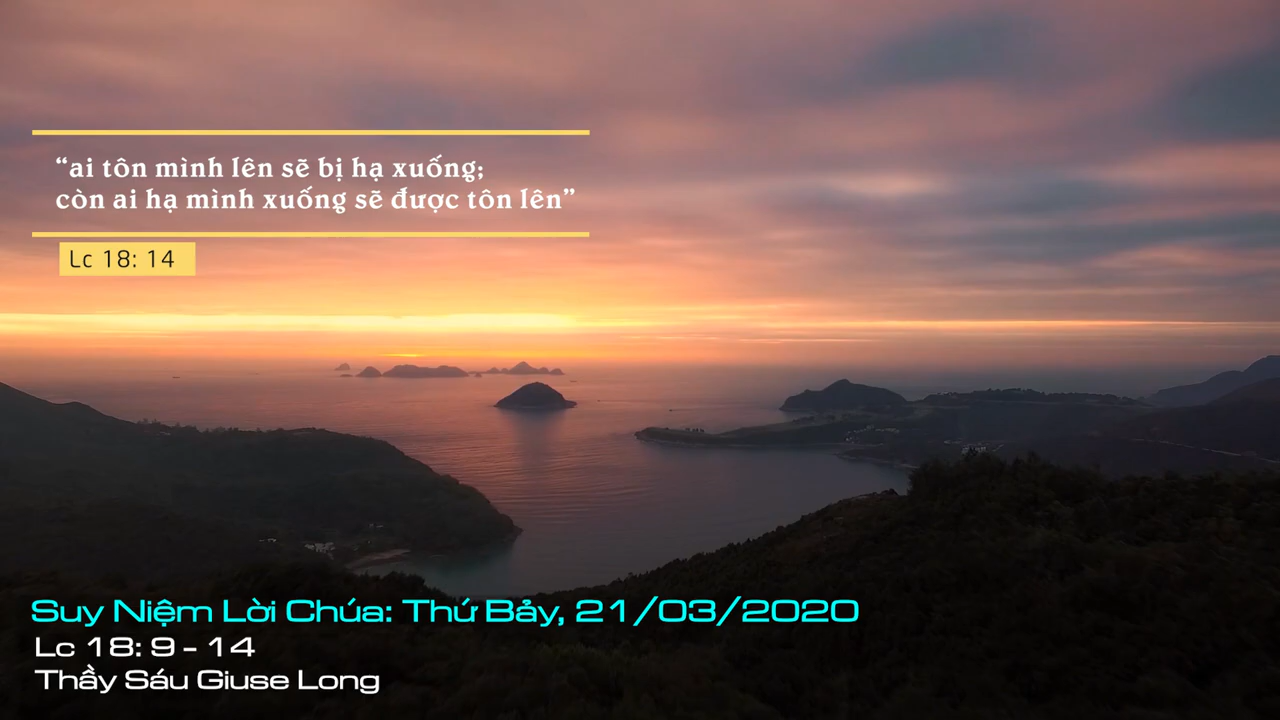 “ai tôn mình lên sẽ bị hạ xuống;
còn ai hạ mình xuống sẽ được tôn lên”
Lc 18: 14
Suy Niệm Lời Chúa: Thứ Bảy, 21/03/2020
Lc 18: 9 - 14
Thầy Sáu Giuse Long